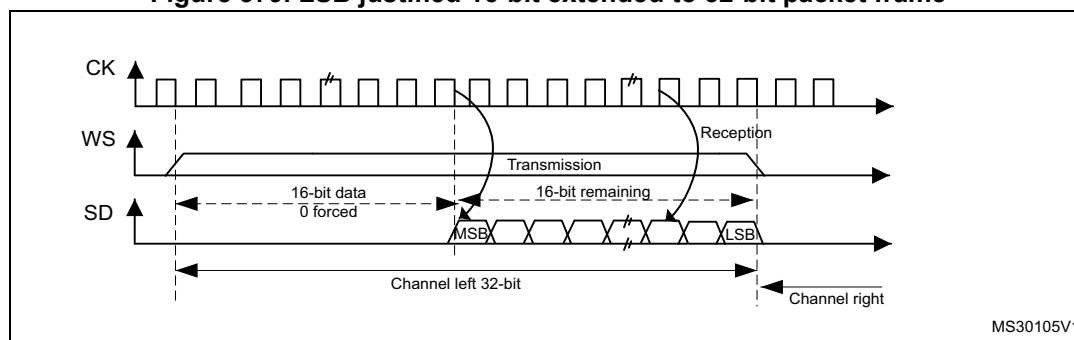 CK
WS
Reception
Transmission
16-bit data
16-bit remaining
0 forced
SD
MSB
LSB
Channel left 32-bit
Channel right